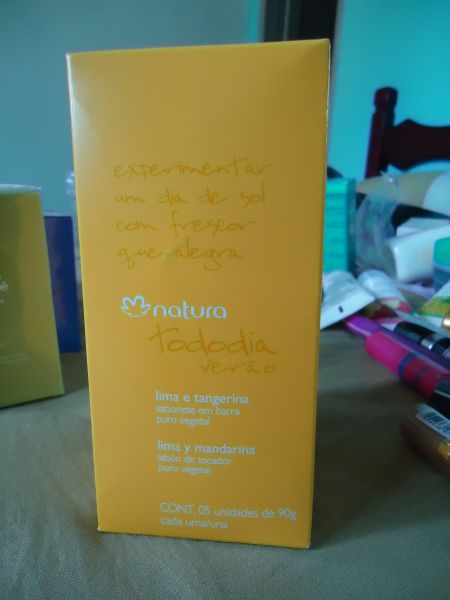 experimentar
um dia de sol
com frescor
que alegra
natura
tododia
verão
lima e tangerina
sabonete em barra
puro vegetal
lima y mandarina
jabón de tocador
puro vegetal
CONT. 05 unidades de 90g
cada uma/una